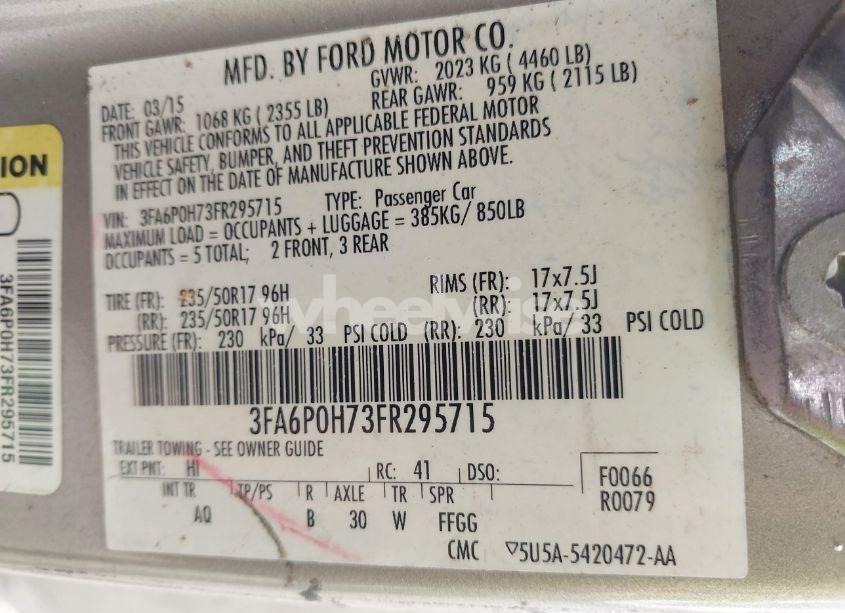 MFD. BY FORD MOTOR CO.
DATE: 03/15 GVWR: 2023 KG ( 4460 LB)
FRONT GAWR: 1068 KG ( 2355 LB) REAR GAWR: 959 KG ( 2115 LB)
THIS VEHICLE CONFORMS TO ALL APPLICABLE FEDERAL MOTOR
VEHICLE SAFETY, BUMPER, AND THEFT PREVENTION STANDARDS
IN EFFECT ON THE DATE OF MANUFACTURE SHOWN ABOVE.
VIN: 3FA6P0H73FR295715 TYPE: Passenger Car
MAXIMUM LOAD = OCCUPANTS + LUGGAGE = 385KG/ 850LB
OCCUPANTS = 5 TOTAL; 2 FRONT, 3 REAR
TIRE (FR): 235/50R17 96H RIMS (FR): 17x7.5J
(RR): 235/50R17 96H (RR): 17x7.5J
PRESSURE (FR): 230 kPa/ 33 PSI COLD (RR): 230 kPa/ 33 PSI COLD
3FA6P0H73FR295715
TRAILER TOWING - SEE OWNER GUIDE
EXT PNT: HI RC: 41 DSO: F0066
INT TR TP/PS R AXLE TR SPR R0079
AQ B 30 W FFGG
CMC ▽5U5A-5420472-AA
ION
3FA6P0H73FR295715